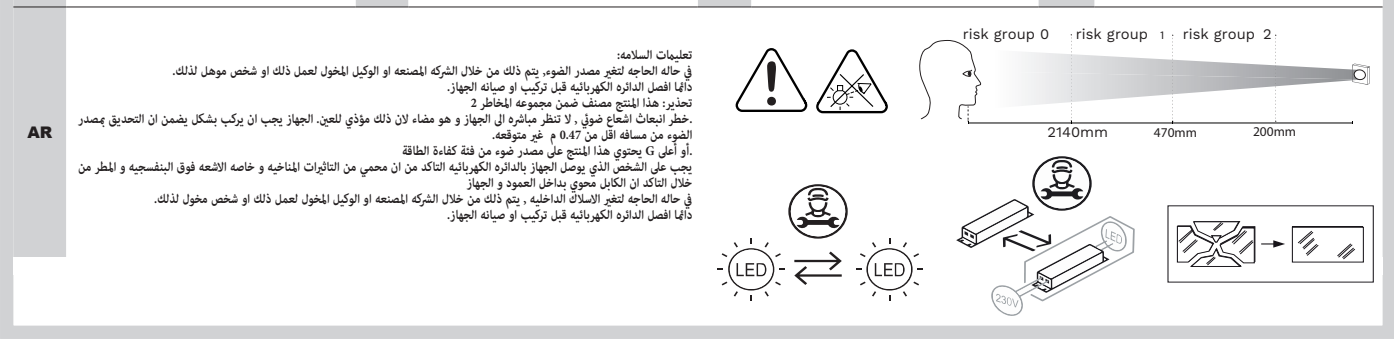 AR
تعليمات السلامه:
في حاله الحاجه لتغير مصدر الضوء, يتم ذلك من خلال الشركه المصنعه او الوكيل المخول لعمل ذلك او شخص موهل لذلك.
دائما افصل الدائره الكهربائيه قبل تركيب او صيانه الجهاز.
تحذير: هذا المنتج مصنف ضمن مجموعه المخاطر 2
.خطر انبعاث اشعاع ضوئي , لا تنظر مباشره الى الجهاز و هو مضاء لان ذلك مؤذي للعين. الجهاز يجب ان يركب بشكل يضمن ان التحديق بمصدر
الضوء من مسافه اقل من 0.47 م غير متوقعه.
.أو أعلى G يحتوي هذا المنتج على مصدر ضوء من فئة كفاءة الطاقة
يجب على الشخص الذي يوصل الجهاز بالدائره الكهربائيه التاكد من ان محمي من التاثيرات المناخيه و خاصه الاشعه فوق البنفسجيه و المطر من
خلال التاكد ان الكابل محوي بداخل العمود و الجهاز
في حاله الحاجه لتغير الاسلاك الداخليه , يتم ذلك من خلال الشركه المصنعه او الوكيل المخول لعمل ذلك او شخص مخول لذلك.
دائما افصل الدائره الكهربائيه قبل تركيب او صيانه الجهاز.
risk group 0 risk group 1 risk group 2
2140mm 470mm 200mm
LED LED
LED
230V